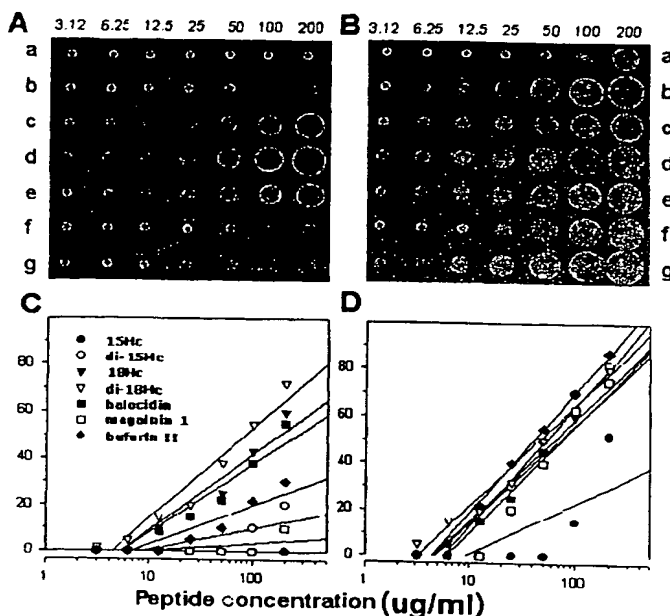 A
3.12 6.25 12.5 25 50 100 200
a
b
c
d
e
f
g
B
3.12 6.25 12.5 25 50 100 200
a
b
c
d
e
f
g
C
80
60
40
20
0
15Hc
di-15Hc
18Hc
di-18Hc
halocidin
magainin 1
buforin II
1 10 100
D
80
60
40
20
0
1 10 100
Peptide concentration (ug/ml)